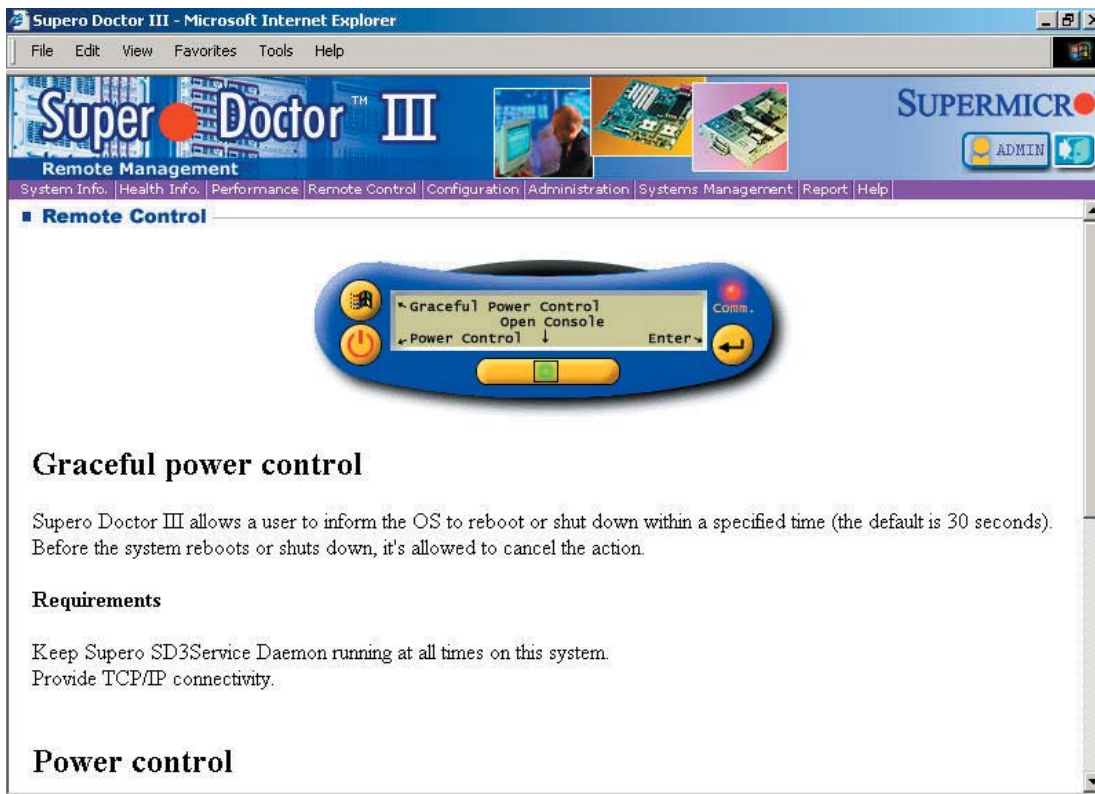 Supero Doctor III - Microsoft Internet Explorer
File Edit View Favorites Tools Help
Super Doctor™ III
SUPERMICR
Remote Management
ADMIN
System Info. Health Info. Performance Remote Control Configuration Administration Systems Management Report Help
Remote Control
Graceful Power Control
Open Console
Power Control ↓ Enter
Comm.
Graceful power control
Supero Doctor III allows a user to inform the OS to reboot or shut down within a specified time (the default is 30 seconds).
Before the system reboots or shuts down, it's allowed to cancel the action.
Requirements
Keep Supero SD3Service Daemon running at all times on this system.
Provide TCP/IP connectivity.
Power control